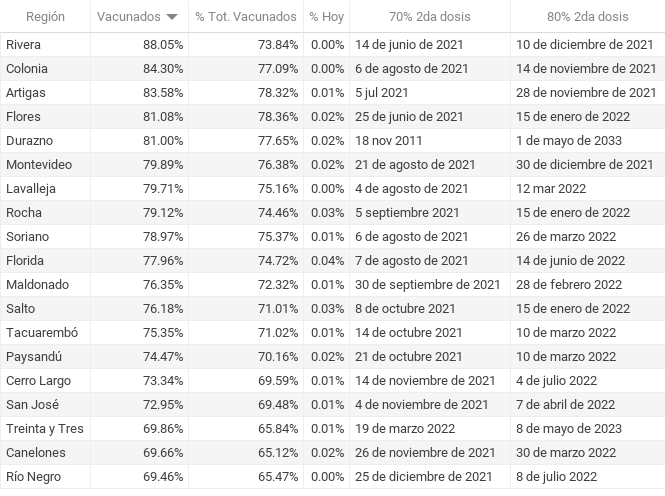 Región Vacunados % Tot. Vacunados % Hoy 70% 2da dosis 80% 2da dosis
Rivera 88.05% 73.84% 0.00% 14 de junio de 2021 10 de diciembre de 2021
Colonia 84.30% 77.09% 0.00% 6 de agosto de 2021 14 de noviembre de 2021
Artigas 83.58% 78.32% 0.01% 5 jul 2021 28 de noviembre de 2021
Flores 81.08% 78.36% 0.02% 25 de junio de 2021 15 de enero de 2022
Durazno 81.00% 77.65% 0.02% 18 nov 2011 1 de mayo de 2033
Montevideo 79.89% 76.38% 0.02% 21 de agosto de 2021 30 de diciembre de 2021
Lavalleja 79.71% 75.16% 0.00% 4 de agosto de 2021 12 mar 2022
Rocha 79.12% 74.46% 0.03% 5 septiembre 2021 15 de enero de 2022
Soriano 78.97% 75.37% 0.01% 6 de agosto de 2021 26 de marzo 2022
Florida 77.96% 74.72% 0.04% 7 de agosto de 2021 14 de junio de 2022
Maldonado 76.35% 72.32% 0.01% 30 de septiembre de 2021 28 de febrero 2022
Salto 76.18% 71.01% 0.03% 8 de octubre 2021 15 de enero de 2022
Tacuarembó 75.35% 71.02% 0.01% 14 de octubre 2021 10 de marzo 2022
Paysandú 74.47% 70.16% 0.02% 21 de octubre 2021 10 de marzo 2022
Cerro Largo 73.34% 69.59% 0.01% 14 de noviembre de 2021 4 de julio 2022
San José 72.95% 69.48% 0.01% 4 de noviembre de 2021 7 de abril de 2022
Treinta y Tres 69.86% 65.84% 0.01% 19 de marzo 2022 8 de mayo de 2023
Canelones 69.66% 65.12% 0.02% 26 de noviembre de 2021 30 de marzo 2022
Río Negro 69.46% 65.47% 0.00% 25 de diciembre de 2021 8 de julio 2022